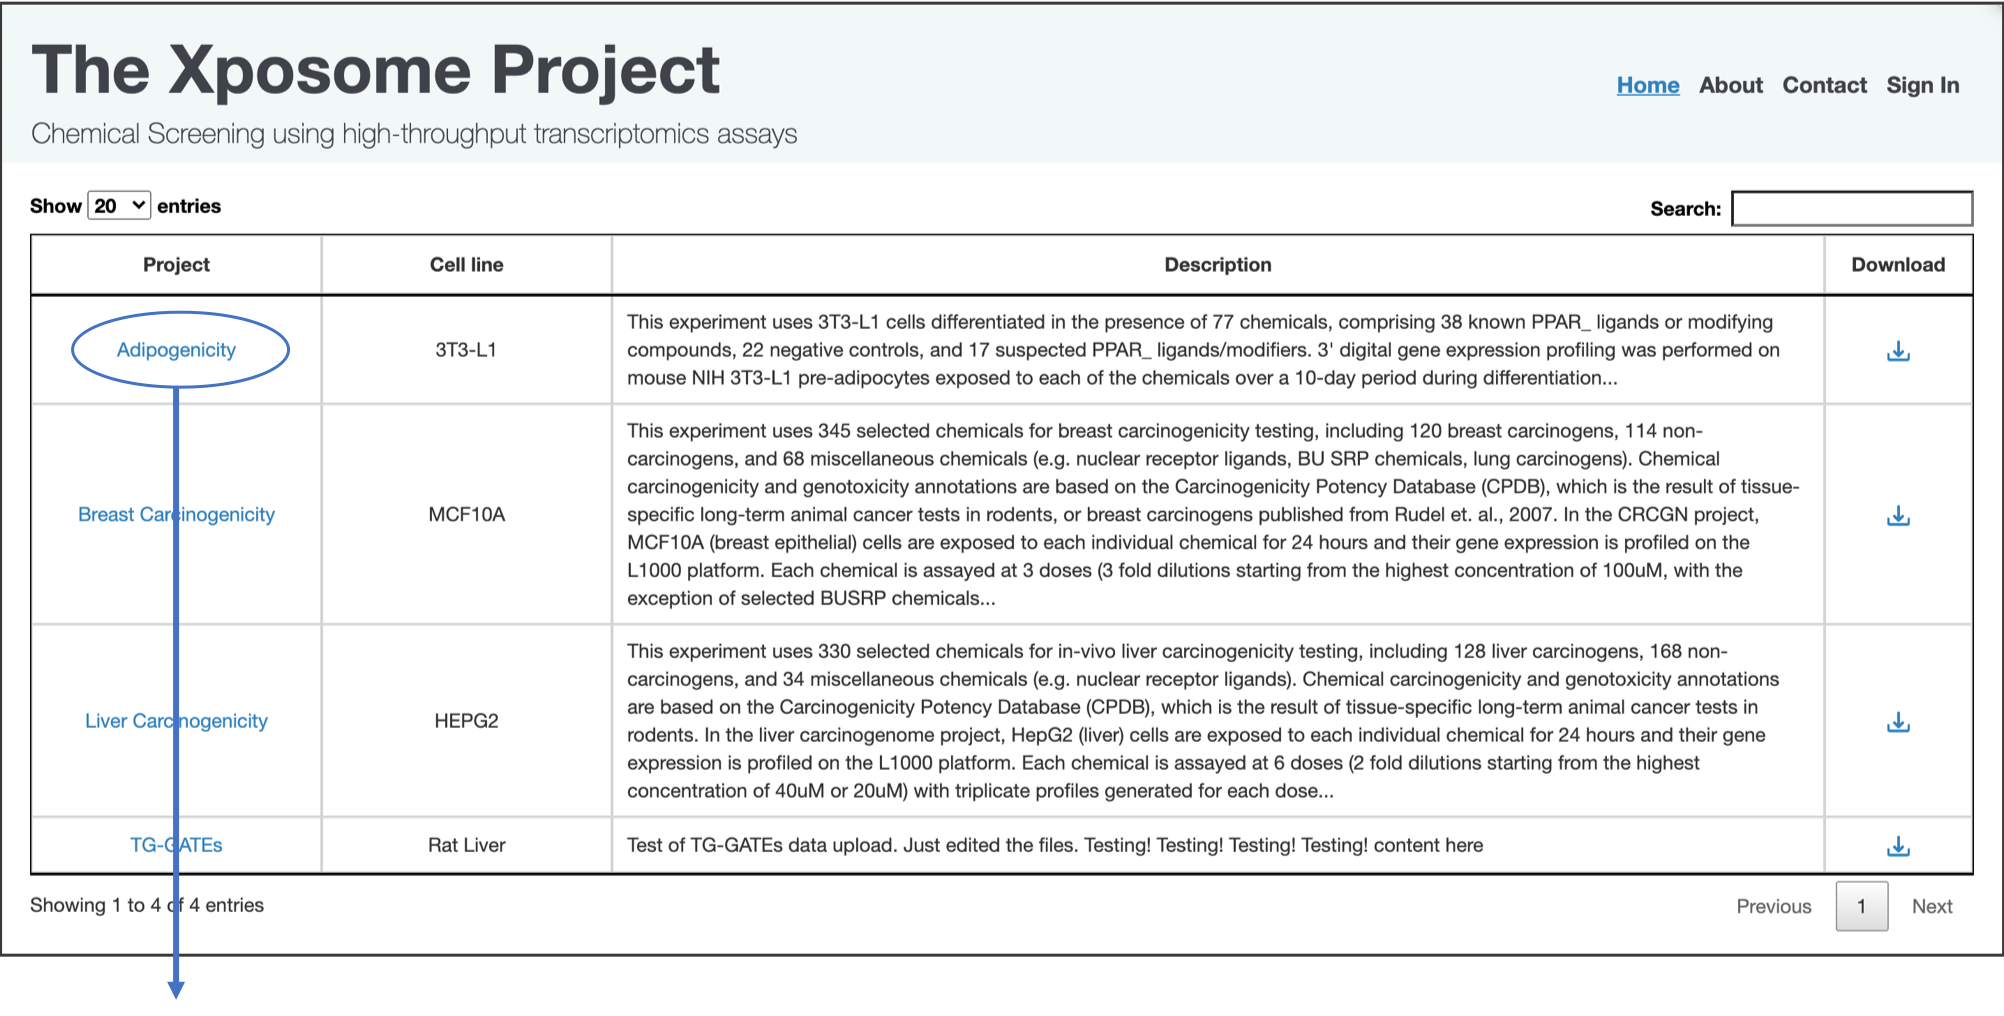 The Xposome Project
Home About Contact Sign In
Chemical Screening using high-throughput transcriptomics assays
Show 20 entries
Search:
Project Cell line Description Download
Adipogenicity
3T3-L1
This experiment uses 3T3-L1 cells differentiated in the presence of 77 chemicals, comprising 38 known PPAR_ ligands or modifying
compounds, 22 negative controls, and 17 suspected PPAR_ ligands/modifiers. 3' digital gene expression profiling was performed on
mouse NIH 3T3-L1 pre-adipocytes exposed to each of the chemicals over a 10-day period during differentiation...
Breast Carcinogenicity
MCF10A
This experiment uses 345 selected chemicals for breast carcinogenicity testing, including 120 breast carcinogens, 114 non-
carcinogens, and 68 miscellaneous chemicals (e.g. nuclear receptor ligands, BU SRP chemicals, lung carcinogens). Chemical
carcinogenicity and genotoxicity annotations are based on the Carcinogenicity Potency Database (CPDB), which is the result of tissue-
specific long-term animal cancer tests in rodents, or breast carcinogens published from Rudel et. al., 2007. In the CRCGN project,
MCF10A (breast epithelial) cells are exposed to each individual chemical for 24 hours and their gene expression is profiled on the
L1000 platform. Each chemical is assayed at 3 doses (3 fold dilutions starting from the highest concentration of 100uM, with the
exception of selected BUSRP chemicals...
Liver Carcinogenicity
HEPG2
This experiment uses 330 selected chemicals for in-vivo liver carcinogenicity testing, including 128 liver carcinogens, 168 non-
carcinogens, and 34 miscellaneous chemicals (e.g. nuclear receptor ligands). Chemical carcinogenicity and genotoxicity annotations
are based on the Carcinogenicity Potency Database (CPDB), which is the result of tissue-specific long-term animal cancer tests in
rodents. In the liver carcinogenome project, HepG2 (liver) cells are exposed to each individual chemical for 24 hours and their gene
expression is profiled on the L1000 platform. Each chemical is assayed at 6 doses (2 fold dilutions starting from the highest
concentration of 40uM or 20uM) with triplicate profiles generated for each dose...
TG-GATEs
Rat Liver
Test of TG-GATEs data upload. Just edited the files. Testing! Testing! Testing! Testing! content here
Showing 1 to 4 of 4 entries
Previous 1 Next